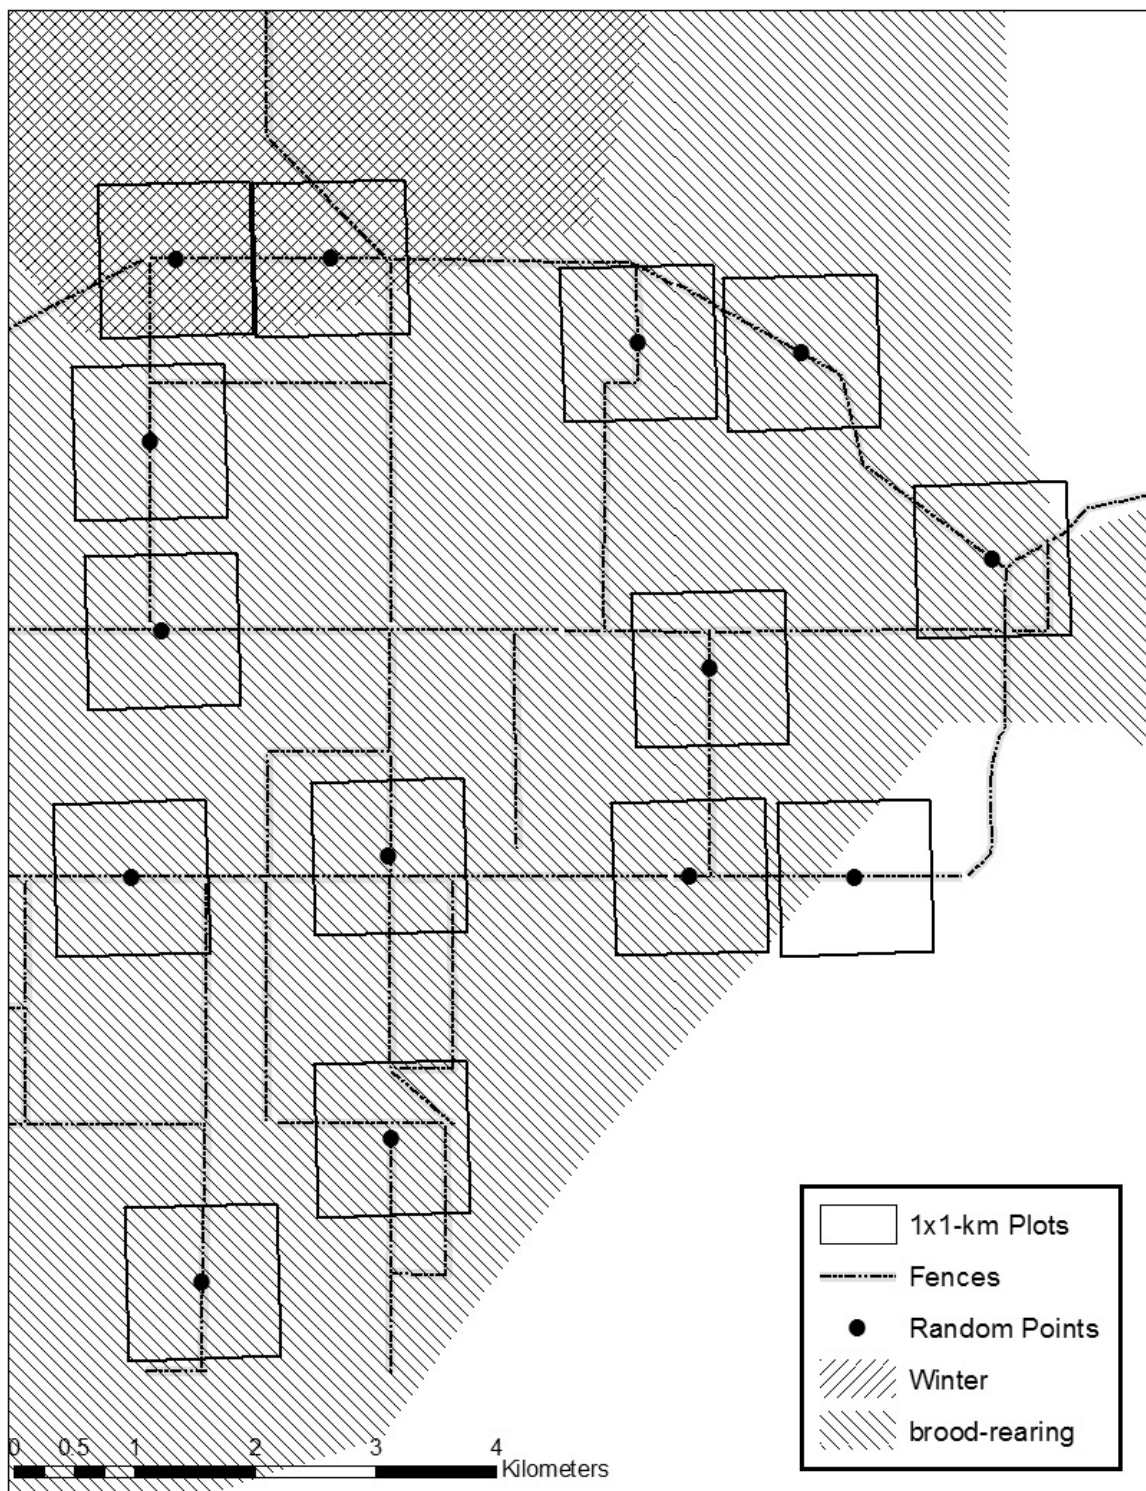 1x1-km Plots
Fences
Random Points
Winter
brood-rearing
0 0.5 1 2 3 4
Kilometers